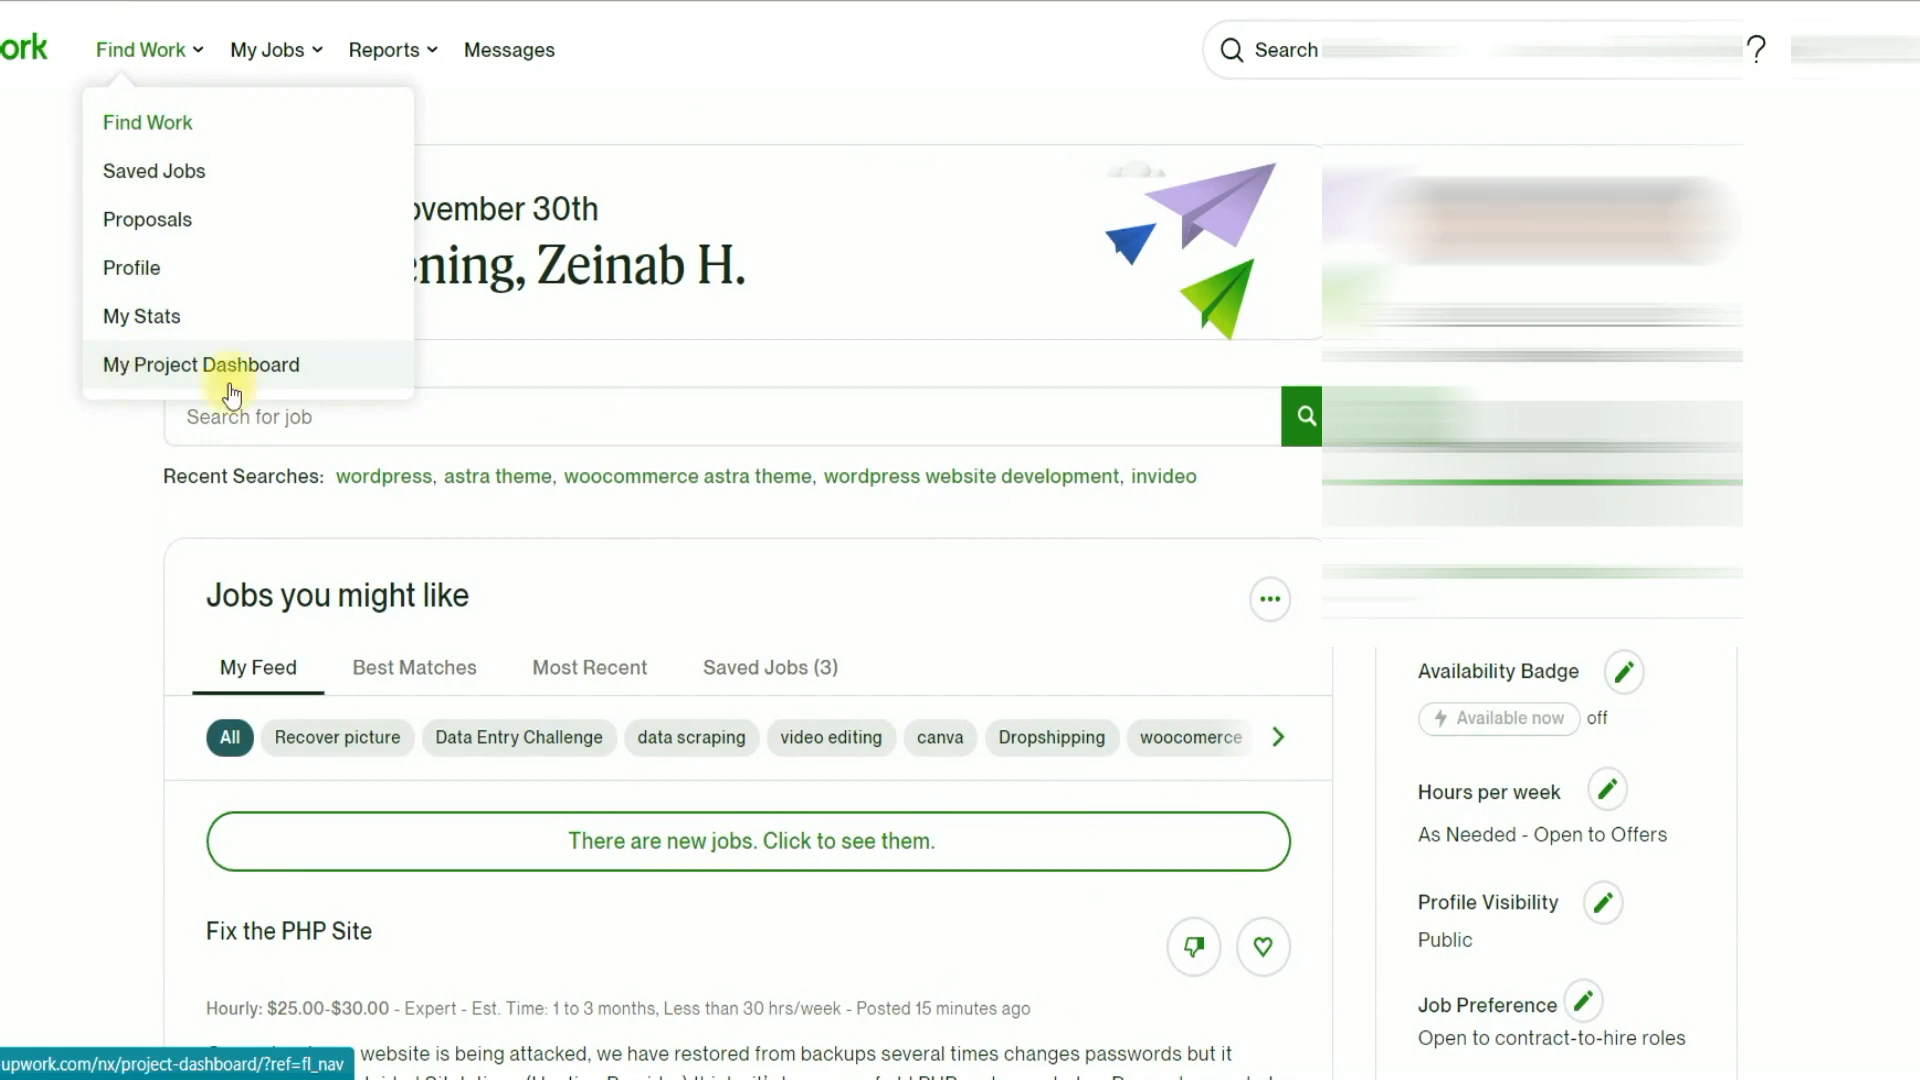 ork
Find Work
My Jobs
Reports
Messages
Search
?
Find Work
Saved Jobs
Proposals
Profile
My Stats
My Project Dashboard
ovember 30th
ening, Zeinab H.
Search for job
Recent Searches: wordpress, astra theme, woocommerce astra theme, wordpress website development, invideo
Jobs you might like
My Feed
Best Matches
Most Recent
Saved Jobs (3)
All
Recover picture
Data Entry Challenge
data scraping
video editing
canva
Dropshipping
woocomerce
There are new jobs. Click to see them.
Fix the PHP Site
Hourly: $25.00-$30.00 - Expert - Est. Time: 1 to 3 months, Less than 30 hrs/week - Posted 15 minutes ago
website is being attacked, we have restored from backups several times changes passwords but it
Availability Badge
Available now off
Hours per week
As Needed - Open to Offers
Profile Visibility
Public
Job Preference
Open to contract-to-hire roles
upwork.com/nx/project-dashboard/?ref=fl_nav